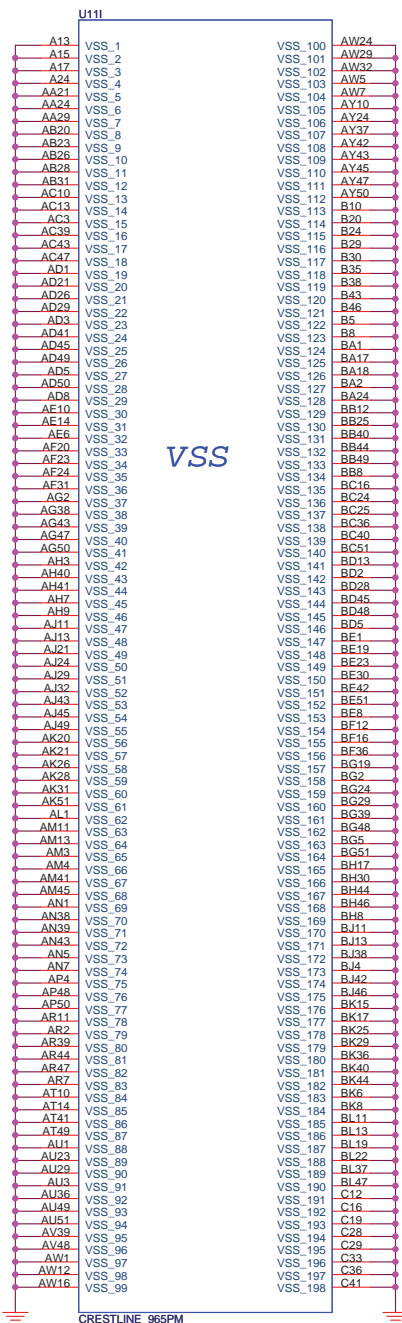 U11I
A13 VSS_1 VSS_100 AW24
A15 VSS_2 VSS_101 AW29
A17 VSS_3 VSS_102 AW32
A24 VSS_4 VSS_103 AW5
AA21 VSS_5 VSS_104 AW7
AA24 VSS_6 VSS_105 AY10
AA29 VSS_7 VSS_106 AY24
AB20 VSS_8 VSS_107 AY37
AB23 VSS_9 VSS_108 AY42
AB26 VSS_10 VSS_109 AY43
AB28 VSS_11 VSS_110 AY45
AB31 VSS_12 VSS_111 AY47
AC10 VSS_13 VSS_112 AY50
AC13 VSS_14 VSS_113 B10
AC3 VSS_15 VSS_114 B20
AC39 VSS_16 VSS_115 B24
AC43 VSS_17 VSS_116 B29
AC47 VSS_18 VSS_117 B30
AD1 VSS_19 VSS_118 B35
AD21 VSS_20 VSS_119 B38
AD26 VSS_21 VSS_120 B43
AD29 VSS_22 VSS_121 B46
AD3 VSS_23 VSS_122 B5
AD41 VSS_24 VSS_123 B8
AD45 VSS_25 VSS_124 BA1
AD49 VSS_26 VSS_125 BA17
AD5 VSS_27 VSS_126 BA18
AD50 VSS_28 VSS_127 BA2
AD8 VSS_29 VSS_128 BA24
AE10 VSS_30 VSS_129 BB12
AE14 VSS_31 VSS_130 BB25
AE6 VSS_32 VSS_131 BB40
AF20 VSS_33 VSS_132 BB44
VSS
AF23 VSS_34 VSS_133 BB49
AF24 VSS_35 VSS_134 BB8
AF31 VSS_36 VSS_135 BC16
AG2 VSS_37 VSS_136 BC24
AG38 VSS_38 VSS_137 BC25
AG43 VSS_39 VSS_138 BC36
AG47 VSS_40 VSS_139 BC40
AG50 VSS_41 VSS_140 BC51
AH3 VSS_42 VSS_141 BD13
AH40 VSS_43 VSS_142 BD2
AH41 VSS_44 VSS_143 BD28
AH7 VSS_45 VSS_144 BD45
AH9 VSS_46 VSS_145 BD48
AJ11 VSS_47 VSS_146 BD5
AJ13 VSS_48 VSS_147 BE1
AJ21 VSS_49 VSS_148 BE19
AJ24 VSS_50 VSS_149 BE23
AJ29 VSS_51 VSS_150 BE30
AJ32 VSS_52 VSS_151 BE42
AJ43 VSS_53 VSS_152 BE51
AJ45 VSS_54 VSS_153 BE8
AJ49 VSS_55 VSS_154 BF12
AK20 VSS_56 VSS_155 BF16
AK21 VSS_57 VSS_156 BF36
AK26 VSS_58 VSS_157 BG19
AK28 VSS_59 VSS_158 BG2
AK31 VSS_60 VSS_159 BG24
AK51 VSS_61 VSS_160 BG29
AL1 VSS_62 VSS_161 BG39
AM11 VSS_63 VSS_162 BG48
AM13 VSS_64 VSS_163 BG5
AM3 VSS_65 VSS_164 BG51
AM4 VSS_66 VSS_165 BH17
AM41 VSS_67 VSS_166 BH30
AM45 VSS_68 VSS_167 BH44
AN1 VSS_69 VSS_168 BH46
AN38 VSS_70 VSS_169 BH8
AN39 VSS_71 VSS_170 BJ11
AN43 VSS_72 VSS_171 BJ13
AN5 VSS_73 VSS_172 BJ38
AN7 VSS_74 VSS_173 BJ4
AP4 VSS_75 VSS_174 BJ42
AP48 VSS_76 VSS_175 BJ46
AP50 VSS_77 VSS_176 BK15
AR11 VSS_78 VSS_177 BK17
AR2 VSS_79 VSS_178 BK25
AR39 VSS_80 VSS_179 BK29
AR44 VSS_81 VSS_180 BK36
AR47 VSS_82 VSS_181 BK40
AR7 VSS_83 VSS_182 BK44
AT10 VSS_84 VSS_183 BK6
AT14 VSS_85 VSS_184 BK8
AT41 VSS_86 VSS_185 BL11
AT49 VSS_87 VSS_186 BL13
AU1 VSS_88 VSS_187 BL19
AU23 VSS_89 VSS_188 BL22
AU29 VSS_90 VSS_189 BL37
AU3 VSS_91 VSS_190 BL47
AU36 VSS_92 VSS_191 C12
AU49 VSS_93 VSS_192 C16
AU51 VSS_94 VSS_193 C19
AV39 VSS_95 VSS_194 C28
AV48 VSS_96 VSS_195 C29
AW1 VSS_97 VSS_196 C33
AW12 VSS_98 VSS_197 C36
AW16 VSS_99 VSS_198 C41
CRESTLINE_965PM